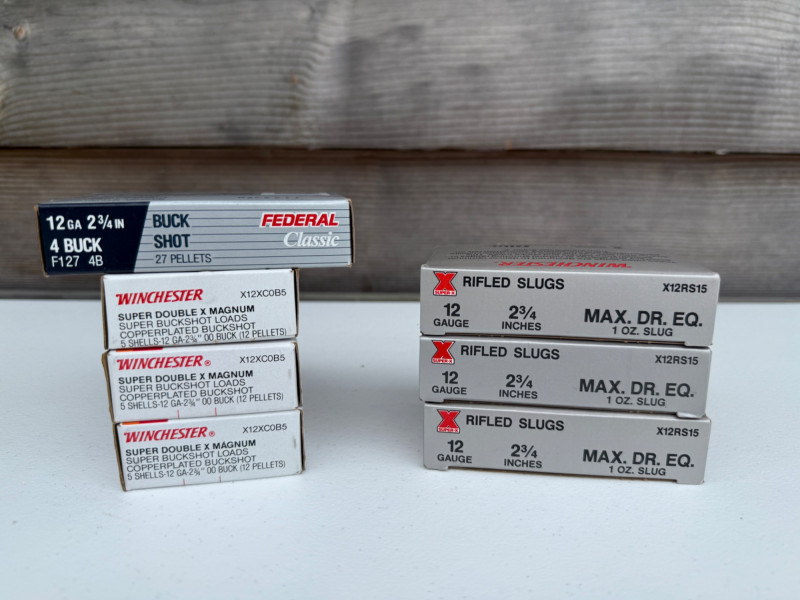 12 GA 2 3/4 IN
4 BUCK
F127 4B
BUCK
SHOT
27 PELLETS
FEDERAL
Classic
WINCHESTER X12XC0B5
SUPER DOUBLE X MAGNUM
SUPER BUCKSHOT LOADS
COPPERPLATED BUCKSHOT
5 SHELLS-12 GA-2¾" 00 BUCK (12 PELLETS)
WINCHESTER® X12XC0B5
SUPER DOUBLE X MAGNUM
SUPER BUCKSHOT LOADS
COPPERPLATED BUCKSHOT
5 SHELLS-12 GA-2¾" 00 BUCK (12 PELLETS)
WINCHESTER® X12XC0B5
SUPER DOUBLE X MAGNUM
SUPER BUCKSHOT LOADS
COPPERPLATED BUCKSHOT
5 SHELLS-12 GA-2¾" 00 BUCK (12 PELLETS)
WINCHESTER
X SUPER-X RIFLED SLUGS X12RS15
12 2¾ MAX. DR. EQ.
GAUGE INCHES 1 OZ. SLUG
X SUPER-X RIFLED SLUGS X12RS15
12 2¾ MAX. DR. EQ.
GAUGE INCHES 1 OZ. SLUG
X SUPER-X RIFLED SLUGS X12RS15
12 2¾ MAX. DR. EQ.
GAUGE INCHES 1 OZ. SLUG